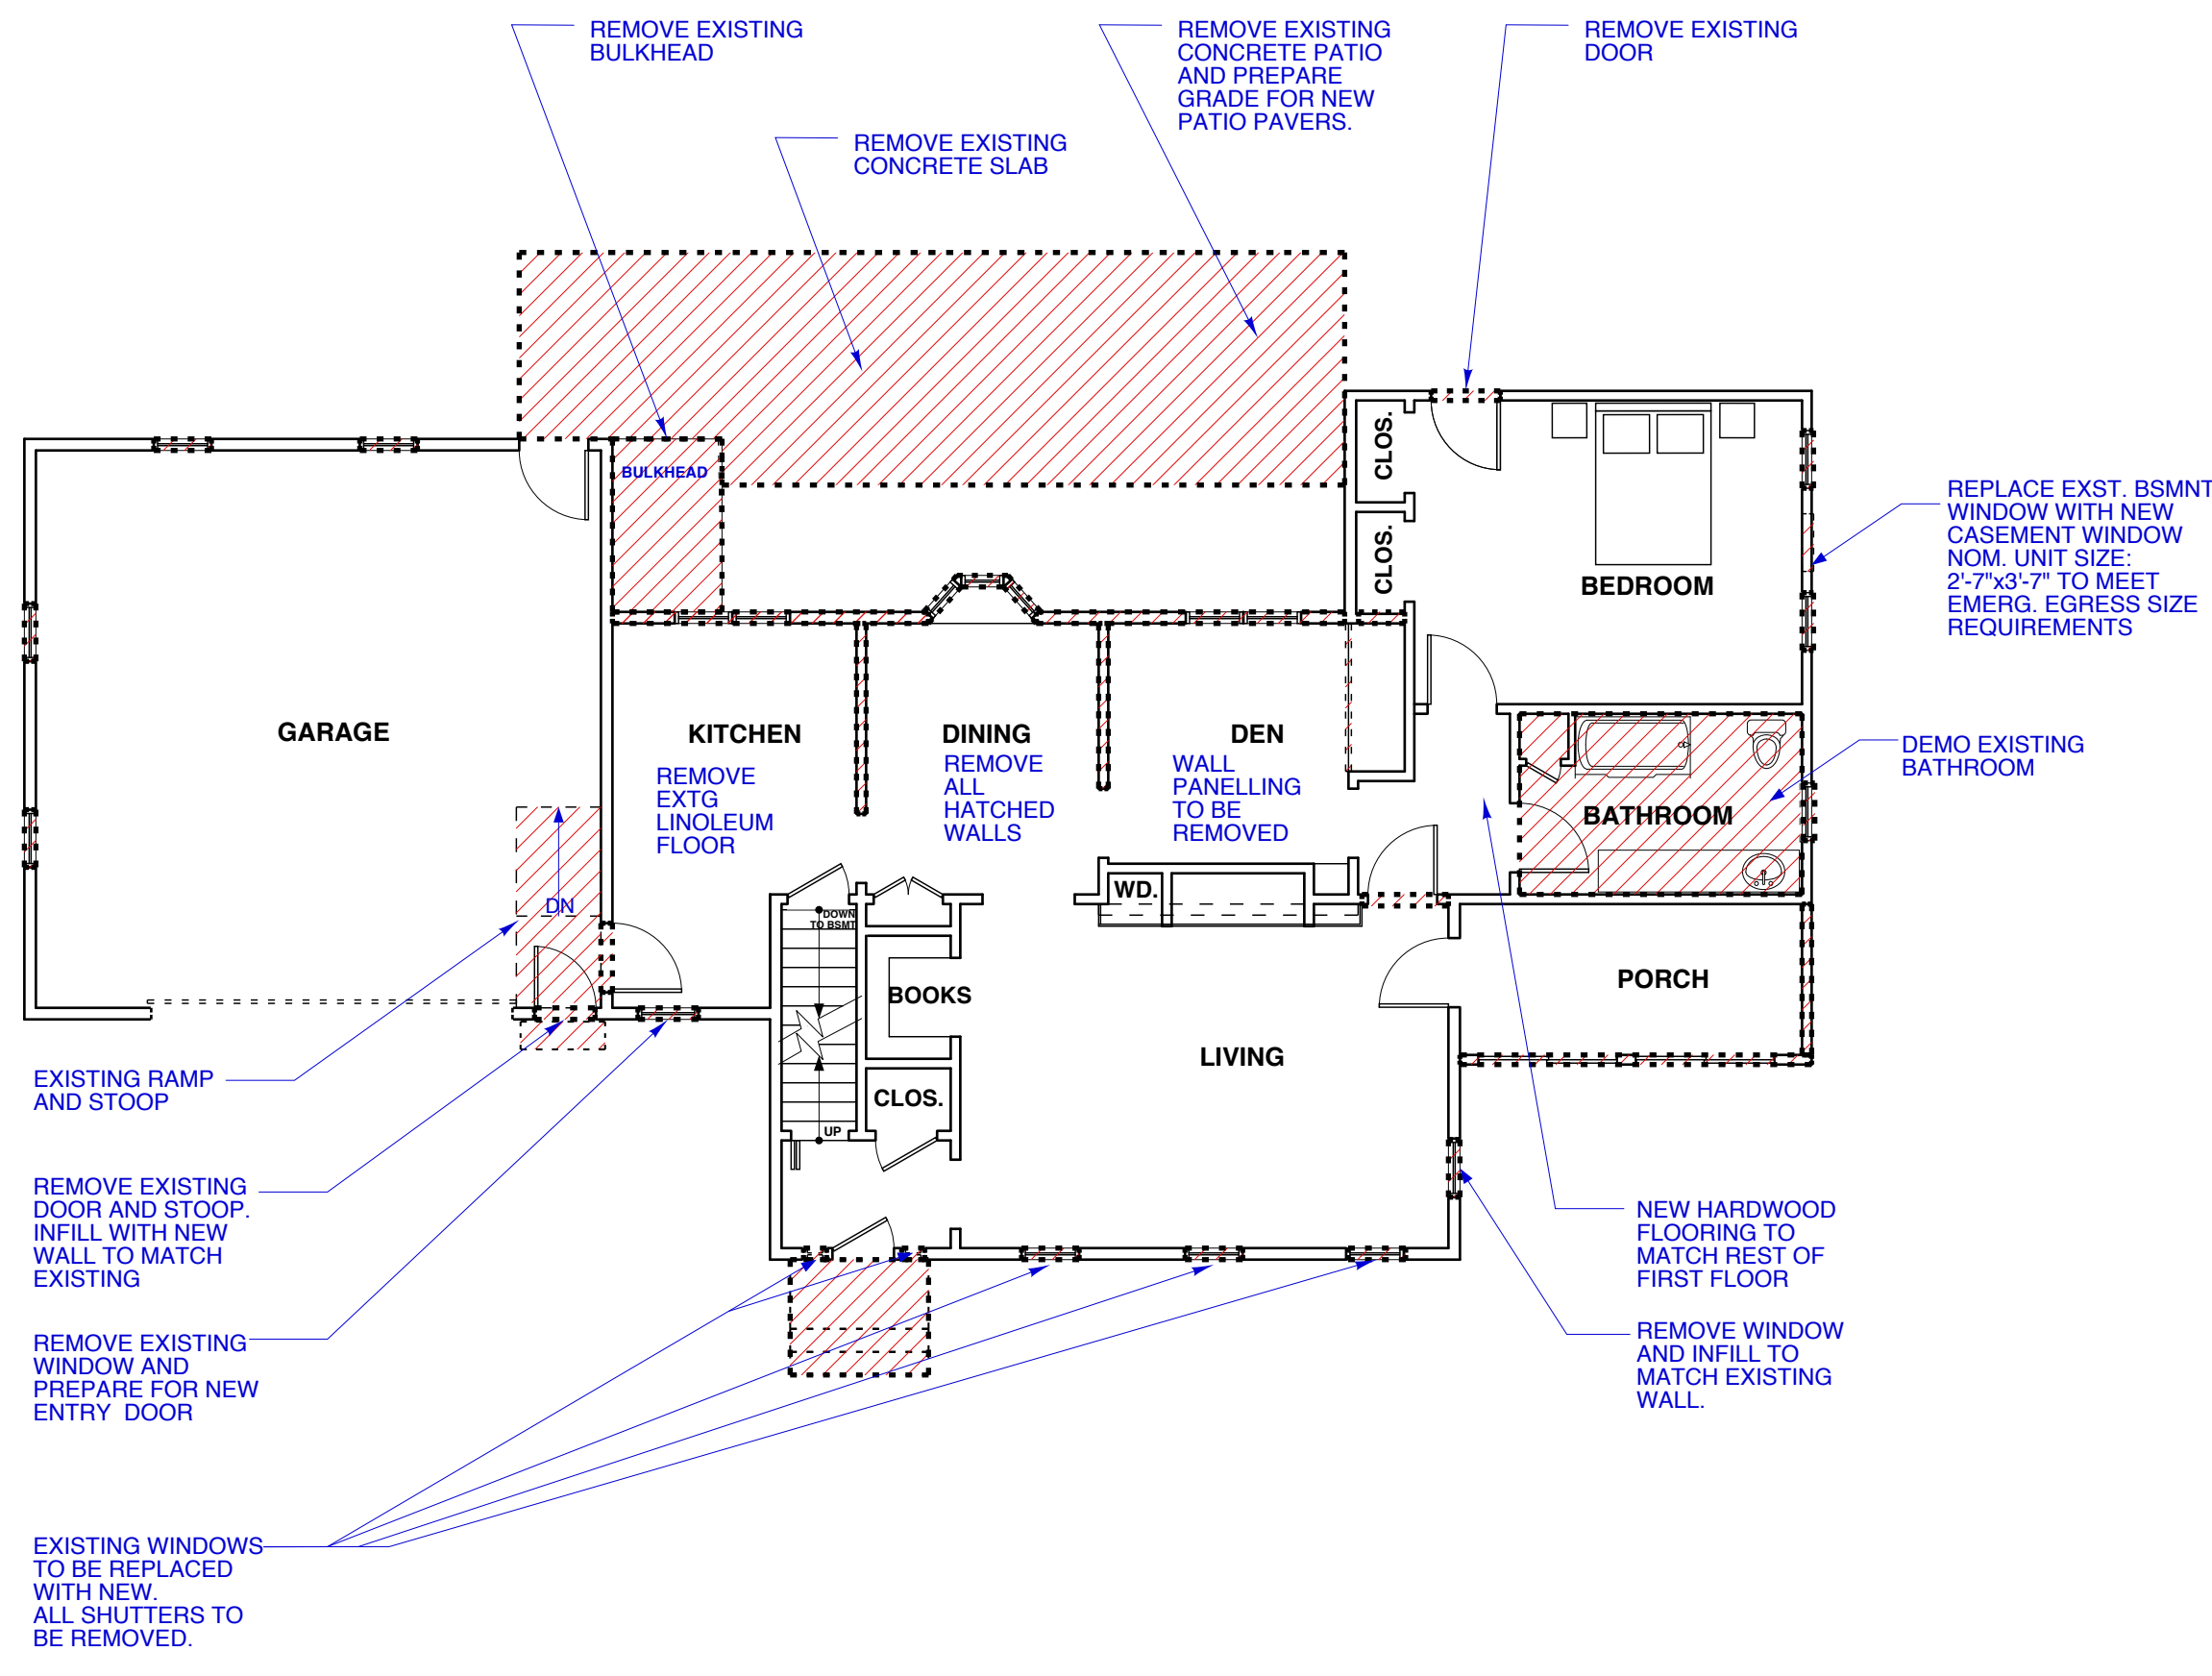 REMOVE EXISTING
BULKHEAD
REMOVE EXISTING
CONCRETE PATIO
AND PREPARE
GRADE FOR NEW
PATIO PAVERS.
REMOVE EXISTING
DOOR
REMOVE EXISTING
CONCRETE SLAB
BULKHEAD
CLOS.
CLOS.
BEDROOM
REPLACE EXST. BSMNT
WINDOW WITH NEW
CASEMENT WINDOW
NOM. UNIT SIZE:
2'-7"x3'-7" TO MEET
EMERG. EGRESS SIZE
REQUIREMENTS
GARAGE
KITCHEN
REMOVE
EXTG
LINOLEUM
FLOOR
DINING
REMOVE
ALL
HATCHED
WALLS
DEN
WALL
PANELLING
TO BE
REMOVED
DEMO EXISTING
BATHROOM
BATHROOM
DN
WD.
DOWN
TO BSMT
BOOKS
PORCH
LIVING
CLOS.
UP
EXISTING RAMP
AND STOOP
REMOVE EXISTING
DOOR AND STOOP.
INFILL WITH NEW
WALL TO MATCH
EXISTING
NEW HARDWOOD
FLOORING TO
MATCH REST OF
FIRST FLOOR
REMOVE EXISTING
WINDOW AND
PREPARE FOR NEW
ENTRY DOOR
REMOVE WINDOW
AND INFILL TO
MATCH EXISTING
WALL.
EXISTING WINDOWS
TO BE REPLACED
WITH NEW.
ALL SHUTTERS TO
BE REMOVED.